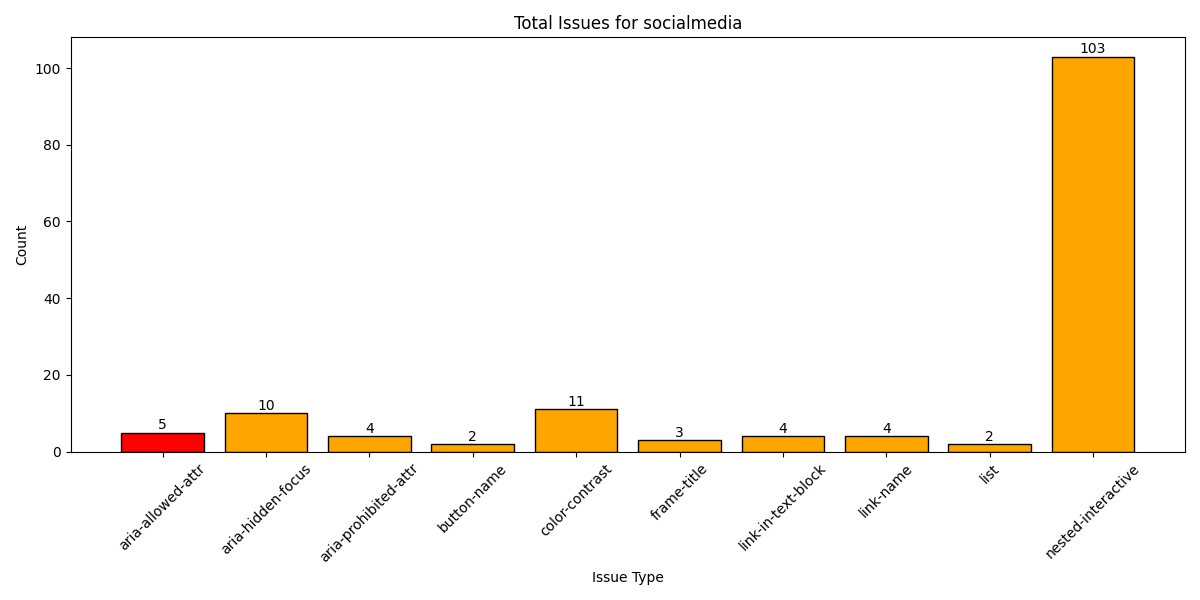 Total Issues for socialmedia
Count
100
80
60
40
20
0
5
10
4
2
11
3
4
4
2
103
aria-allowed-attr
aria-hidden-focus
aria-prohibited-attr
button-name
color-contrast
frame-title
link-in-text-block
link-name
list
nested-interactive
Issue Type